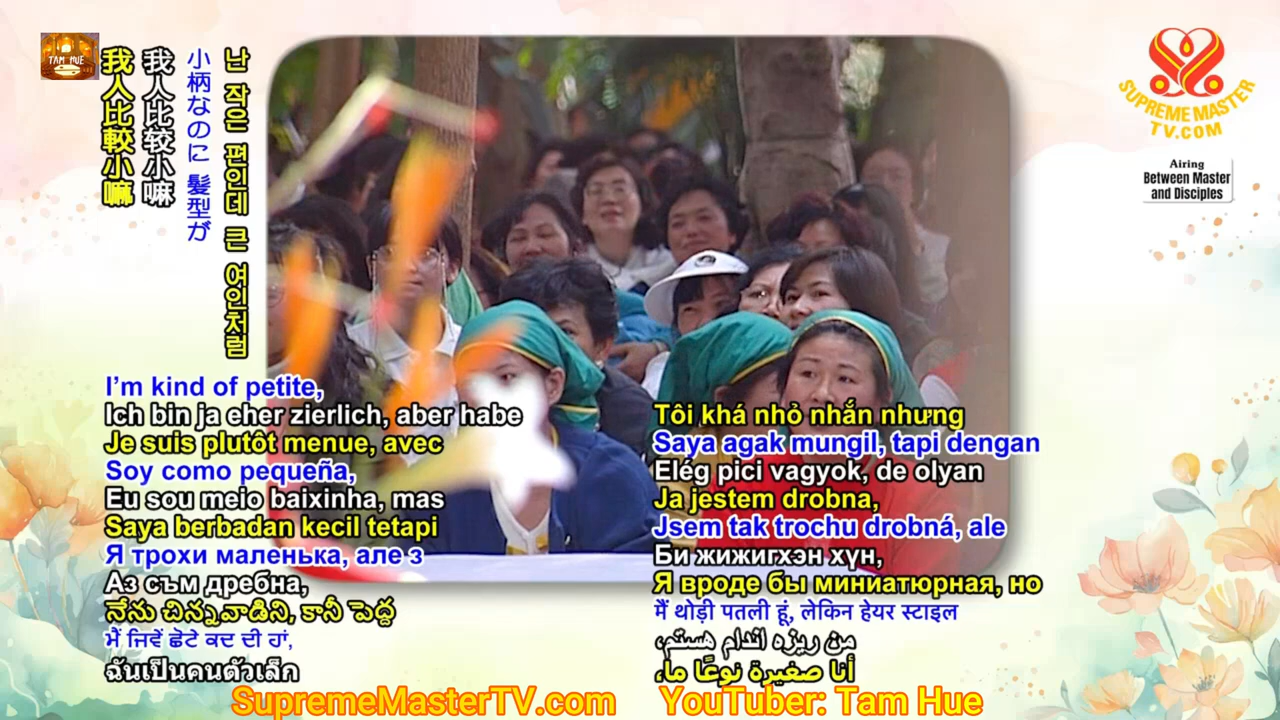 TAM HUE
我人比較小嘛
我人比较小嘛
小柄なのに 髪型が
난 작은 편인데 큰 여인처럼
SUPREME MASTER
TV.COM
Airing
Between Master
and Disciples
I'm kind of petite,
Ich bin ja eher zierlich, aber habe
Je suis plutôt menue, avec
Soy como pequeña,
Eu sou meio baixinha, mas
Saya berbadan kecil tetapi
Я трохи маленька, але з
Аз съм дребна,
నేను చిన్నవాడిని, కానీ పెద్ద
ਮੈਂ ਜਿਵੇਂ ਛੋਟੇ ਕਦ ਦੀ ਹਾਂ,
ฉันเป็นคนตัวเล็ก
Tôi khá nhỏ nhắn nhưng
Saya agak mungil, tapi dengan
Elég pici vagyok, de olyan
Ja jestem drobna,
Jsem tak trochu drobná, ale
Би жижигхэн хүн,
Я вроде бы миниатюрная, но
मैं थोड़ी पतली हूं, लेकिन हेयर स्टाइल
من ریزه اندام هستم،
أنا صغيرة نوعًا ما،
SupremeMasterTV.com
YouTuber: Tam Hue